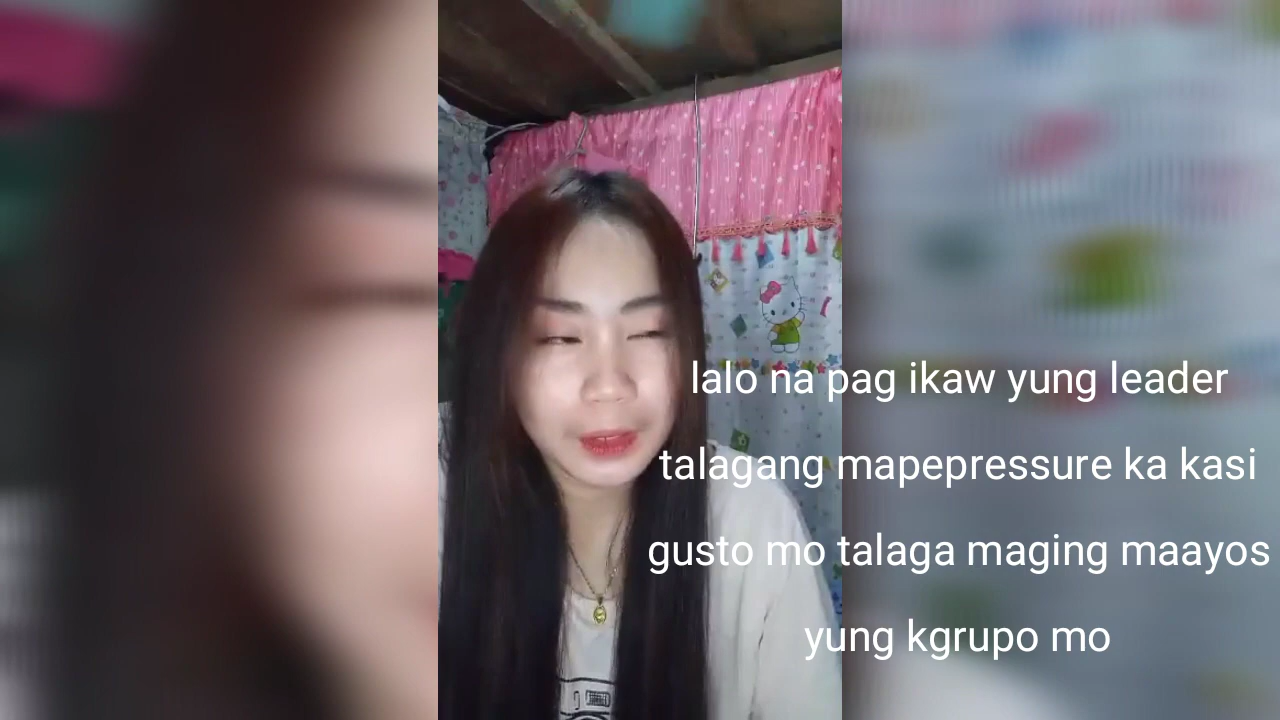 lalo na pag ikaw yung leader
talagang mapepressure ka kasi
gusto mo talaga maging maayos
yung kgrupo mo